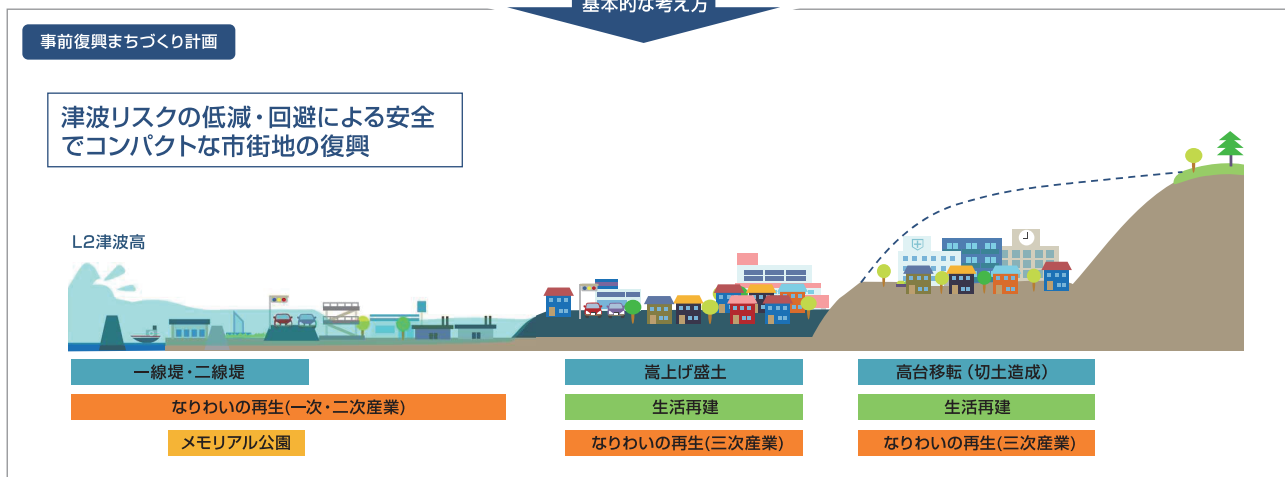 基本的な考え方
事前復興まちづくり計画
津波リスクの低減・回避による安全
でコンパクトな市街地の復興
L2津波高
一線堤・二線堤
嵩上げ盛土
高台移転（切土造成）
なりわいの再生(一次・二次産業)
生活再建
生活再建
メモリアル公園
なりわいの再生(三次産業)
なりわいの再生(三次産業)